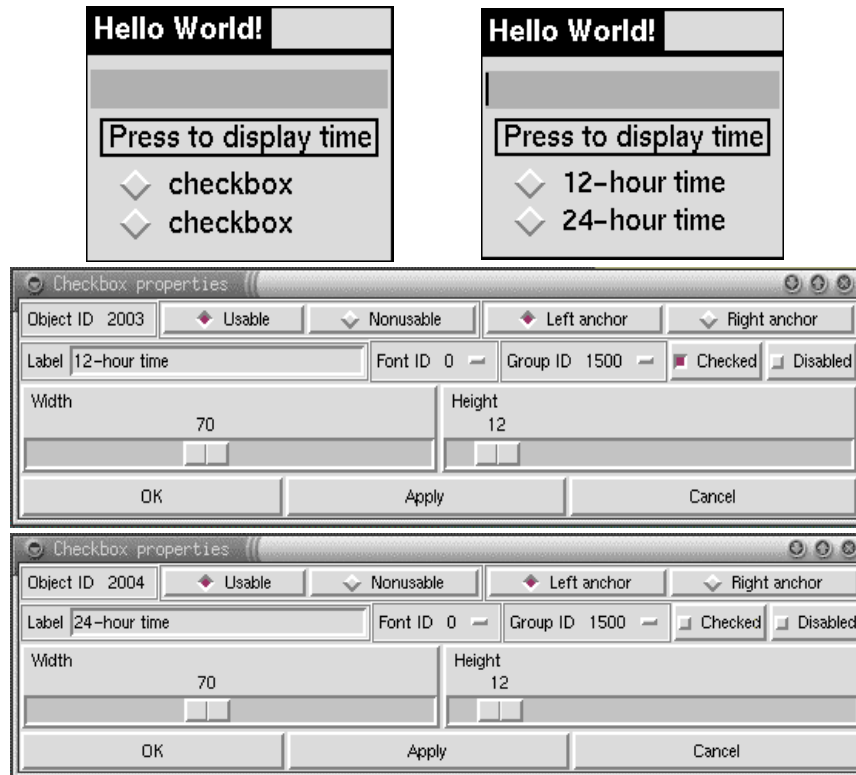 Hello World!
Press to display time
checkbox
checkbox
Hello World!
Press to display time
12-hour time
24-hour time
Checkbox properties
Object ID 2003 Usable Nonusable Left anchor Right anchor
Label 12-hour time Font ID 0 Group ID 1500 Checked Disabled
Width Height
70 12
OK Apply Cancel
Checkbox properties
Object ID 2004 Usable Nonusable Left anchor Right anchor
Label 24-hour time Font ID 0 Group ID 1500 Checked Disabled
Width Height
70 12
OK Apply Cancel